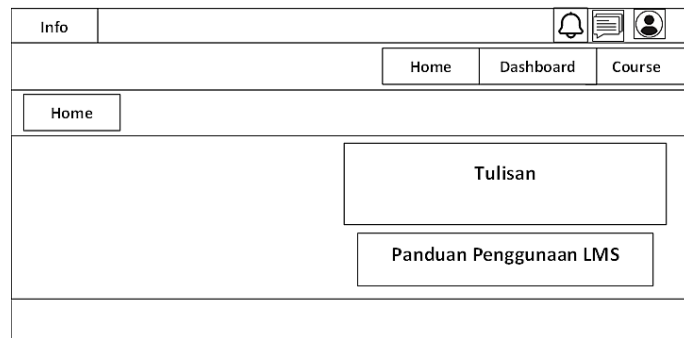 Info
Home Dashboard Course
Home
Tulisan
Panduan Penggunaan LMS